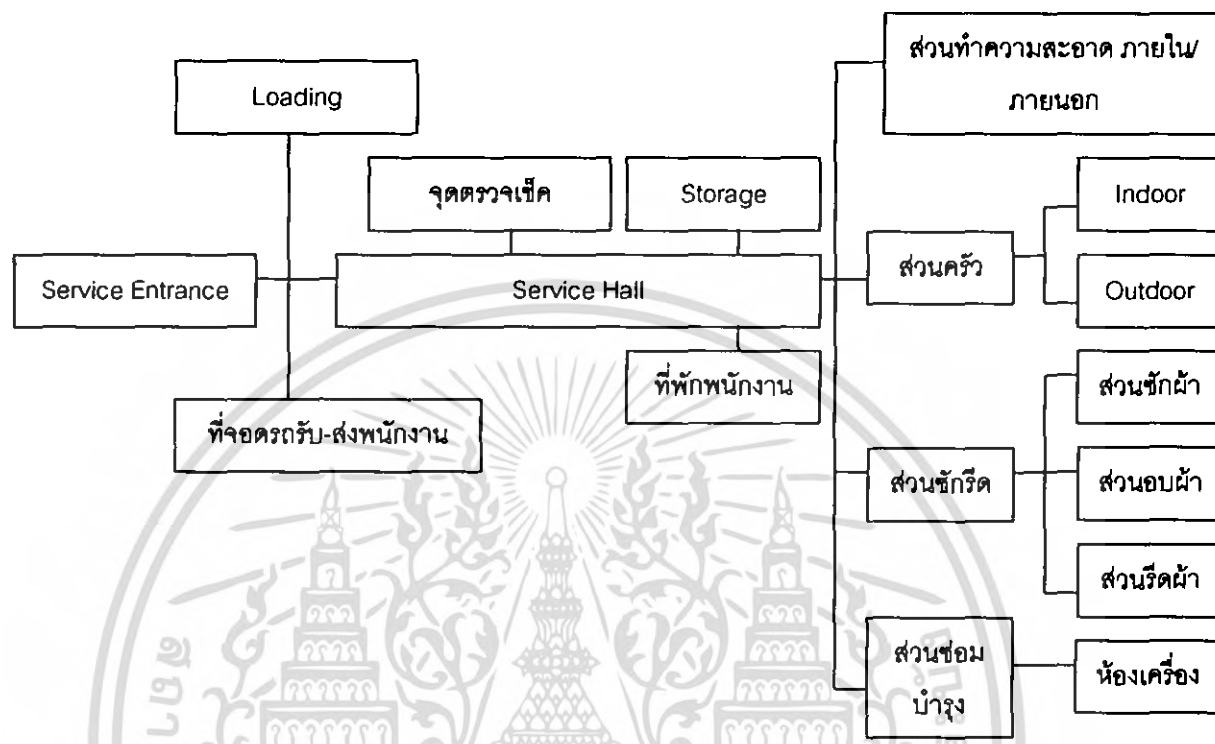 ส่วนทำความสะอาด ภายใน/
ภายนอก
Loading
จุดตรวจเช็ค
Storage
Indoor
ส่วนครัว
Service Entrance
Service Hall
Outdoor
ที่พักพนักงาน
ส่วนซักผ้า
ที่จอดรถรับ-ส่งพนักงาน
ส่วนซักรีด
ส่วนอบผ้า
ส่วนรีดผ้า
ส่วนซ่อม
บำรุง
ห้องเครื่อง